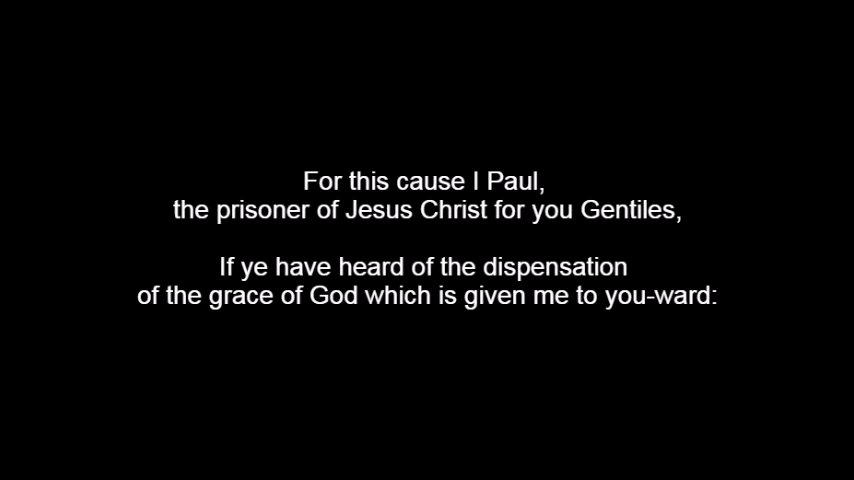 For this cause I Paul,
the prisoner of Jesus Christ for you Gentiles,
If ye have heard of the dispensation
of the grace of God which is given me to you-ward: